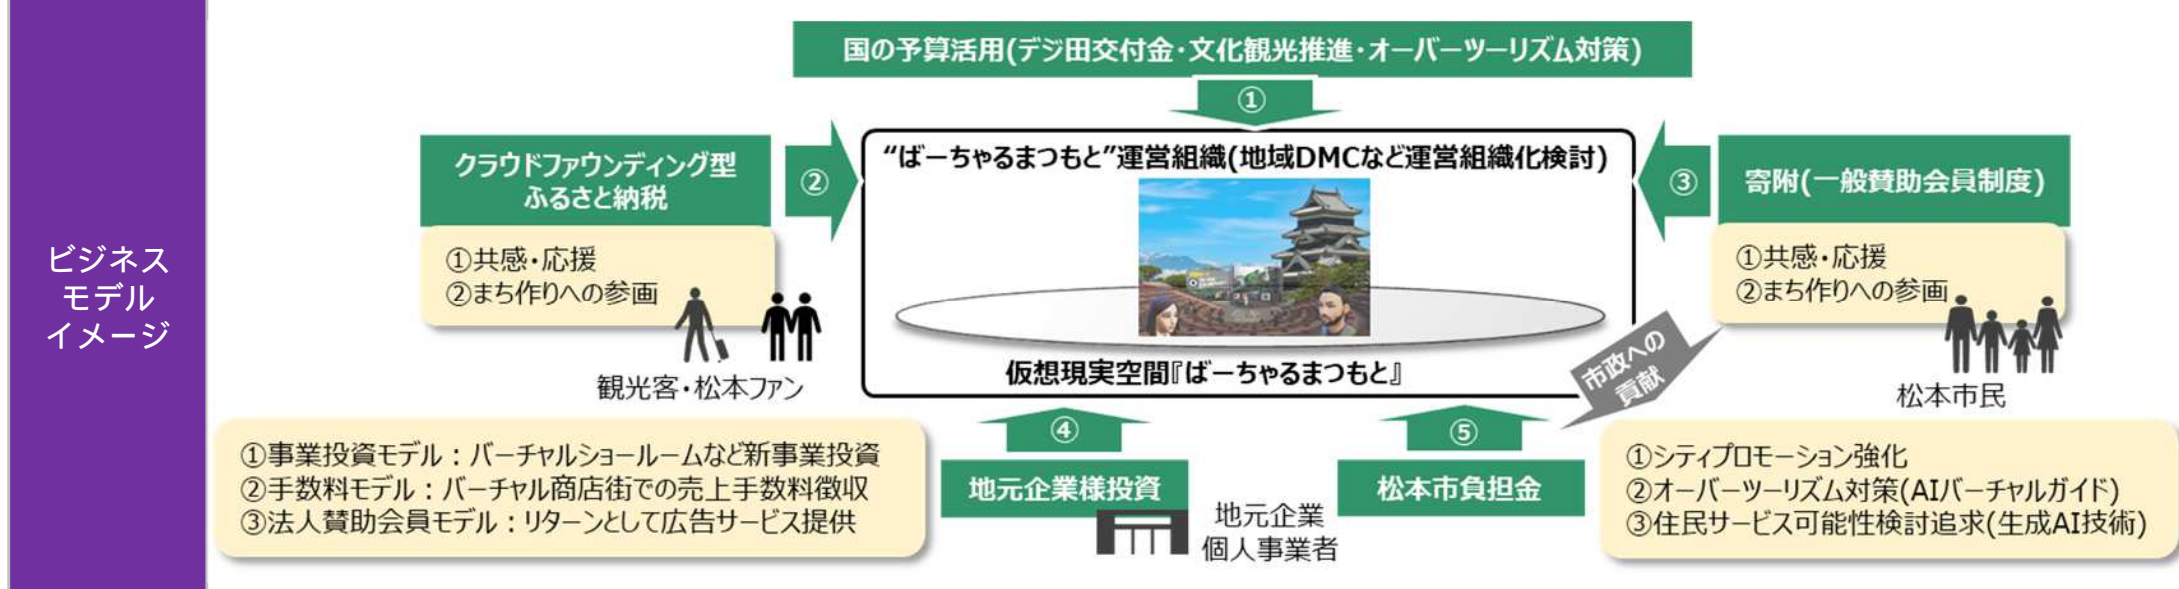 ビジネス
モデル
イメージ
国の予算活用(デジ田交付金・文化観光推進・オーバーツーリズム対策)
①
クラウドファウンディング型
ふるさと納税
②
“ばーちゃるまつもと”運営組織(地域DMCなど運営組織化検討)
③
寄附(一般賛助会員制度)
①共感・応援
②まち作りへの参画
観光客・松本ファン
仮想現実空間『ばーちゃるまつもと』
①共感・応援
②まち作りへの参画
松本市民
市政への
貢献
④
⑤
①事業投資モデル：バーチャルショールームなど新事業投資
②手数料モデル：バーチャル商店街での売上手数料徴収
③法人賛助会員モデル：リターンとして広告サービス提供
地元企業様投資
地元企業
個人事業者
松本市負担金
①シティプロモーション強化
②オーバーツーリズム対策(AIバーチャルガイド)
③住民サービス可能性検討追求(生成AI技術)